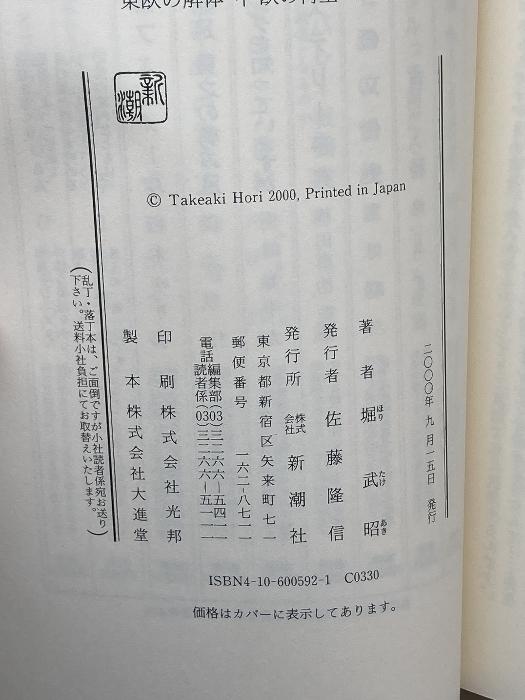 新潮
© Takeaki Hori 2000, Printed in Japan
二〇〇〇年 九月一五日 発行
著者 堀 武昭
ほり たけ あき
発行者 佐藤隆信
発行所 株式会社 新潮社
東京都新宿区矢来町七一
郵便番号 一六二-八七一一
電話 編集部(03)三二六六-五四一一
読者係(03)三二六六-五一一一
印刷 株式会社光邦
製本 株式会社大進堂
(乱丁・落丁本は、ご面倒ですが小社読者係宛お送り
下さい。送料小社負担にてお取替えいたします。)
ISBN4-10-600592-1 C0330
価格はカバーに表示してあります。